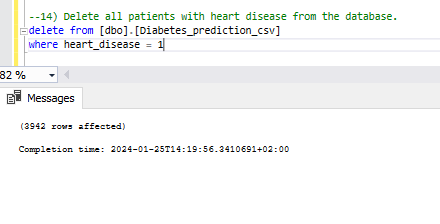 --14) Delete all patients with heart disease from the database.
delete from [dbo].[Diabetes_prediction_csv]
where heart_disease = 1
82 %
Messages
(3942 rows affected)
Completion time: 2024-01-25T14:19:56.3410691+02:00